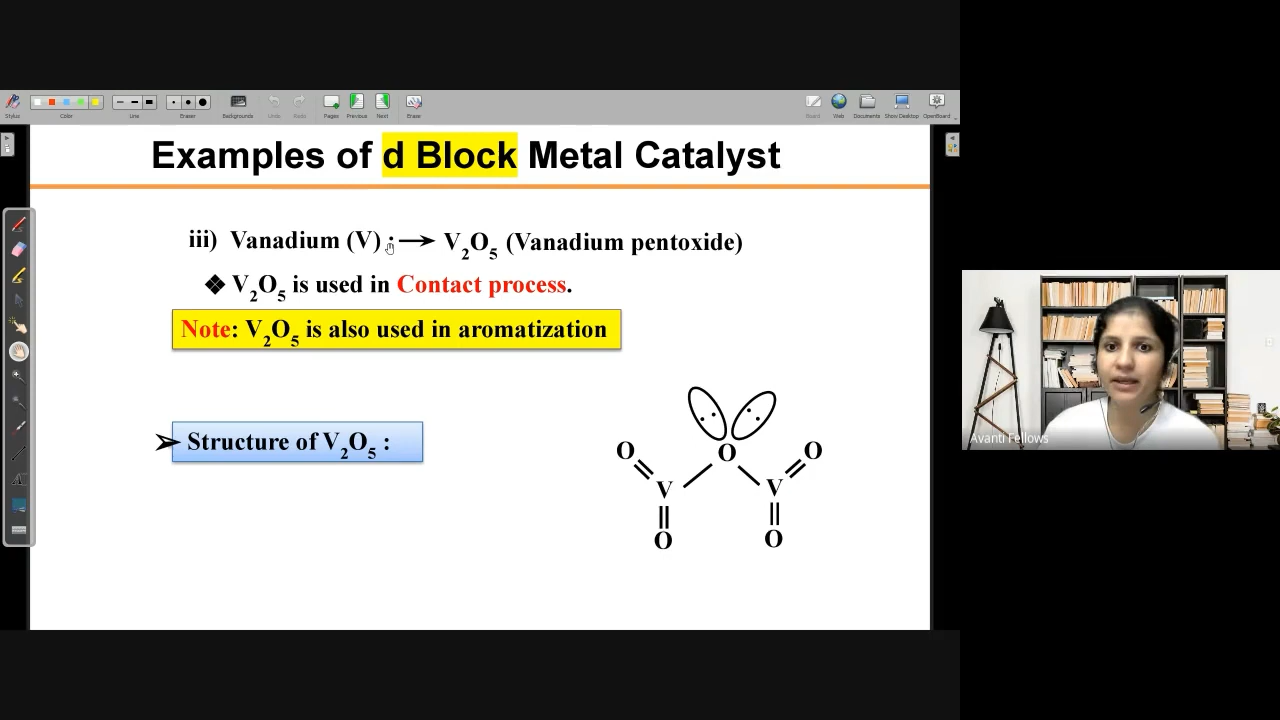 Stylus
Color
Line
Eraser
Backgrounds
Undo
Redo
Pages
Previous
Next
Erase
Board
Web
Documents
Show Desktop
OpenBoard
Examples of d Block Metal Catalyst
iii) Vanadium (V) : → V₂O₅ (Vanadium pentoxide)
❖ V₂O₅ is used in Contact process.
Note: V₂O₅ is also used in aromatization
➢ Structure of V₂O₅ :
O O O
V V
O O
Avanti Fellows